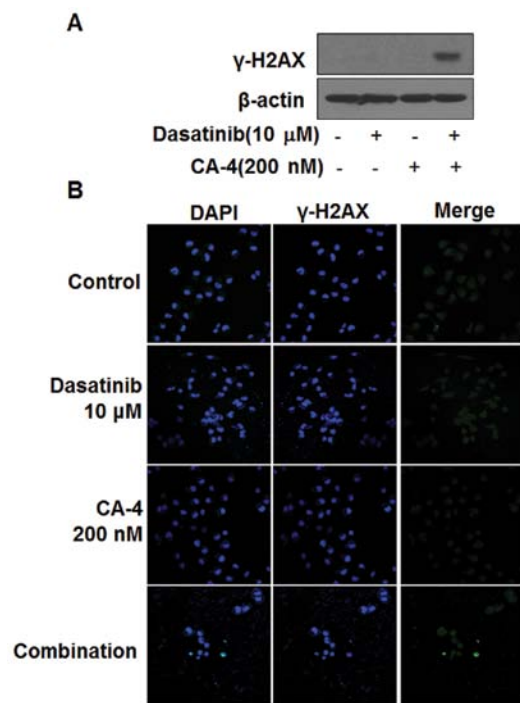 A
γ-H2AX
β-actin
Dasatinib(10 μM) - + - +
CA-4(200 nM) - - + +
B
DAPI γ-H2AX Merge
Control
Dasatinib
10 μM
CA-4
200 nM
Combination